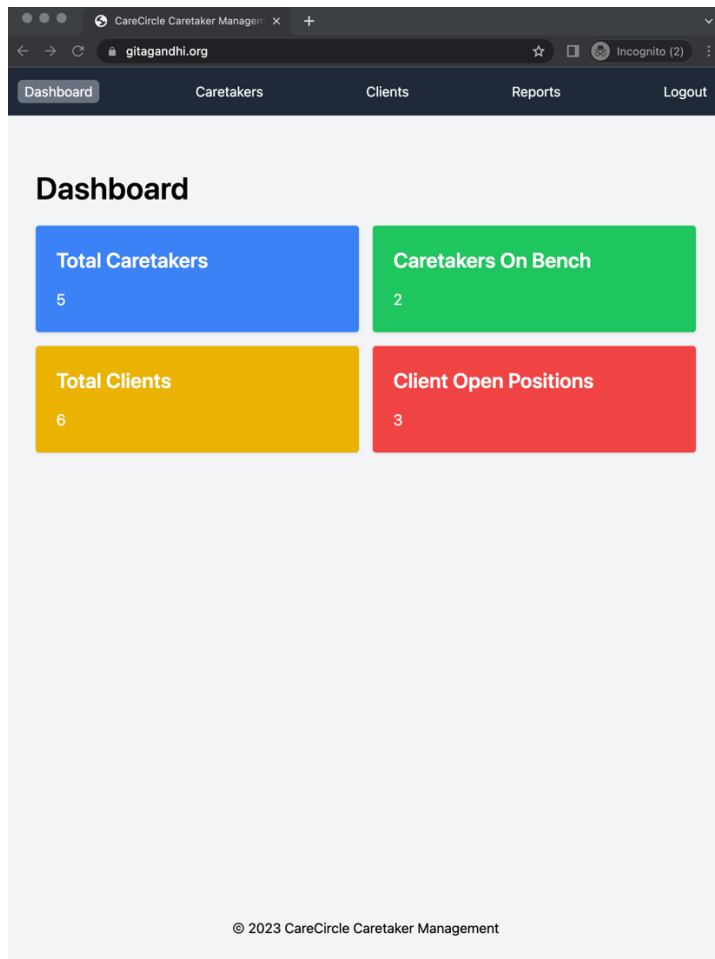 CareCircle Caretaker Managem
gitagandhi.org
Incognito (2)
Dashboard Caretakers Clients Reports Logout
Dashboard
Total Caretakers
5
Caretakers On Bench
2
Total Clients
6
Client Open Positions
3
© 2023 CareCircle Caretaker Management